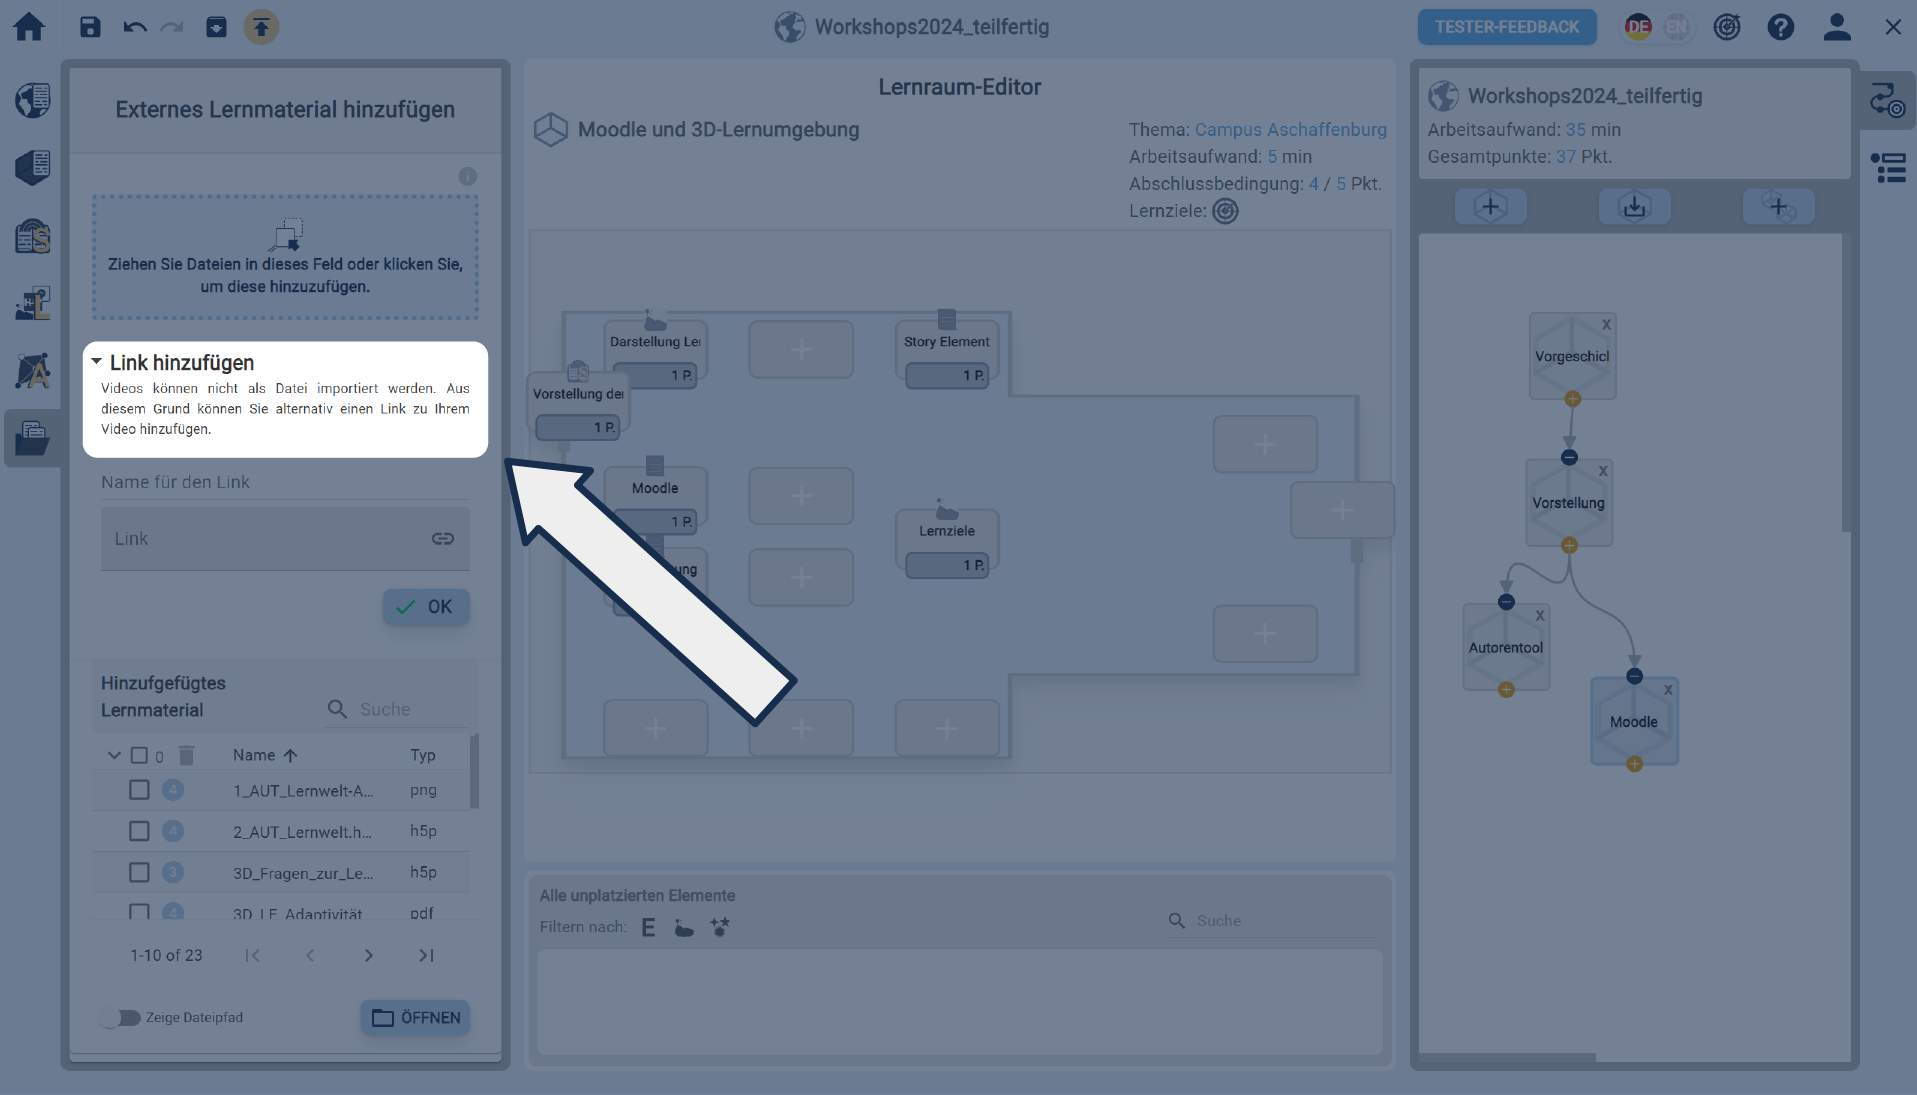 Workshops2024_teilfertig
TESTER-FEEDBACK
DE
EN
Externes Lernmaterial hinzufügen
Ziehen Sie Dateien in dieses Feld oder klicken Sie,
um diese hinzuzufügen.
Link hinzufügen
Videos können nicht als Datei importiert werden. Aus
diesem Grund können Sie alternativ einen Link zu Ihrem
Video hinzufügen.
Name für den Link
Link
OK
Hinzufgefügtes
Lernmaterial
Suche
0
Name
Typ
4
1_AUT_Lernwelt-A...
png
4
2_AUT_Lernwelt.h...
h5p
3
3D_Fragen_zur_Le...
h5p
4
3D_LE_Adaptivität
pdf
1-10 of 23
Zeige Dateipfad
ÖFFNEN
Lernraum-Editor
Moodle und 3D-Lernumgebung
Thema: Campus Aschaffenburg
Arbeitsaufwand: 5 min
Abschlussbedingung: 4 / 5 Pkt.
Lernziele:
Darstellung Ler
1 P.
Story Element
1 P.
Vorstellung der
1 P.
Moodle
1 P.
Lernziele
1 P.
ung
Alle unplatzierten Elemente
Filtern nach:
E
Suche
Workshops2024_teilfertig
Arbeitsaufwand: 35 min
Gesamtpunkte: 37 Pkt.
X
Vorgeschicl
X
Vorstellung
X
Autorentool
X
Moodle